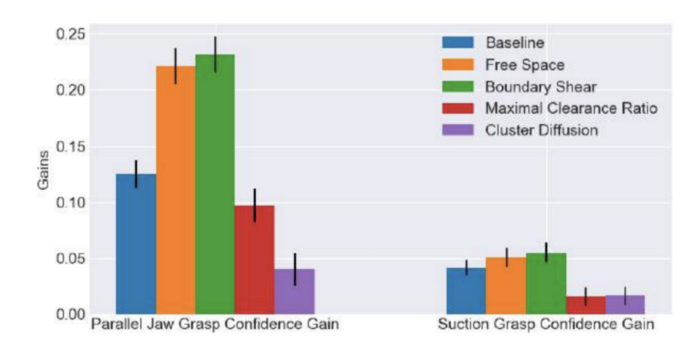 0.25
0.20
0.15
0.10
0.05
0.00
Gains
Baseline
Free Space
Boundary Shear
Maximal Clearance Ratio
Cluster Diffusion
Parallel Jaw Grasp Confidence Gain
Suction Grasp Confidence Gain